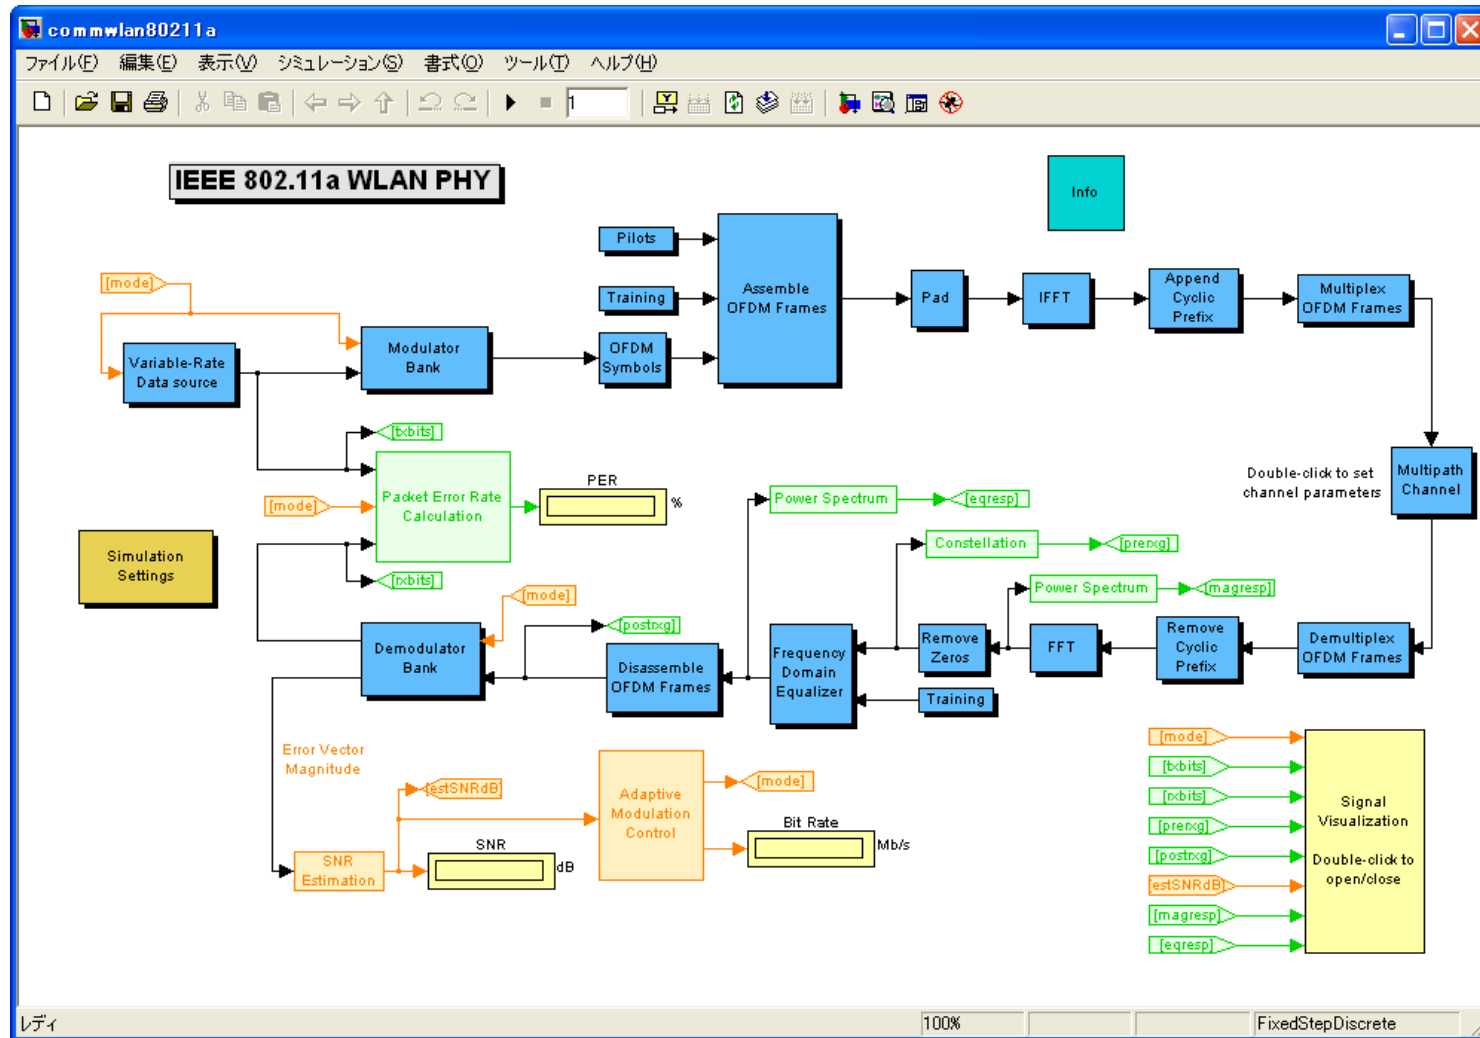 commwlan80211a
ファイル(F) 編集(E) 表示(V) シミュレーション(S) 書式(O) ツール(T) ヘルプ(H)
1
IEEE 802.11a WLAN PHY
Info
Pilots
Training
OFDM
Symbols
Assemble
OFDM Frames
Pad
IFFT
Append
Cyclic
Prefix
Multiplex
OFDM Frames
[mode]
Variable-Rate
Data source
Modulator
Bank
[txbits]
Packet Error Rate
Calculation
[mode]
[rxbits]
PER
%
Simulation
Settings
Power Spectrum
[eqresp]
Constellation
[prerxg]
Power Spectrum
[magresp]
Double-click to set
channel parameters
Multipath
Channel
[mode]
[postrxg]
Demodulator
Bank
Disassemble
OFDM Frames
Frequency
Domain
Equalizer
Remove
Zeros
Training
FFT
Remove
Cyclic
Prefix
Demultiplex
OFDM Frames
Error Vector
Magnitude
[estSNRdB]
SNR
Estimation
SNR
dB
Adaptive
Modulation
Control
[mode]
Bit Rate
Mb/s
[mode]
[txbits]
[rxbits]
[prerxg]
[postrxg]
[estSNRdB]
[magresp]
[eqresp]
Signal
Visualization
Double-click to
open/close
レディ
100%
FixedStepDiscrete